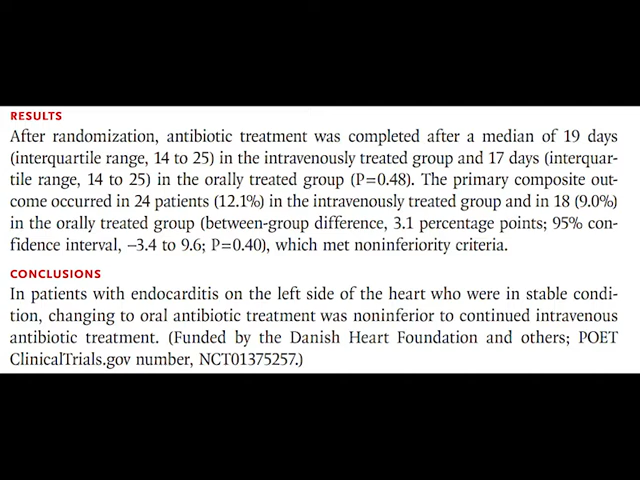 RESULTS
After randomization, antibiotic treatment was completed after a median of 19 days
(interquartile range, 14 to 25) in the intravenously treated group and 17 days (interquar-
tile range, 14 to 25) in the orally treated group (P=0.48). The primary composite out-
come occurred in 24 patients (12.1%) in the intravenously treated group and in 18 (9.0%)
in the orally treated group (between-group difference, 3.1 percentage points; 95% con-
fidence interval, −3.4 to 9.6; P=0.40), which met noninferiority criteria.
CONCLUSIONS
In patients with endocarditis on the left side of the heart who were in stable condi-
tion, changing to oral antibiotic treatment was noninferior to continued intravenous
antibiotic treatment. (Funded by the Danish Heart Foundation and others; POET
ClinicalTrials.gov number, NCT01375257.)